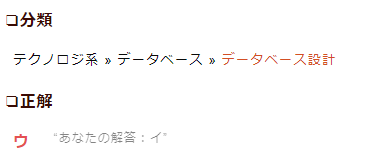 ❏分類
テクノロジ系 » データベース » データベース設計
❏正解
ウ “あなたの解答：イ”